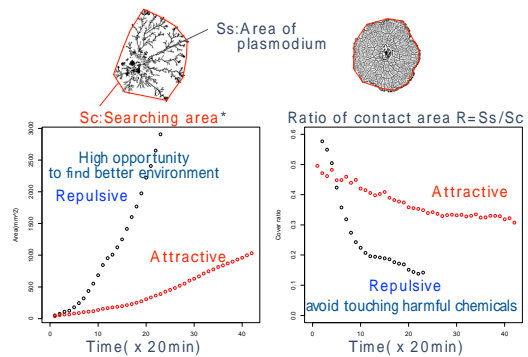 Ss:Area of
plasmodium
Sc:Searching area*
Ratio of contact area R=Ss/Sc
High opportunity
to find better environment
Repulsive
Attractive
Area(mm^2)
0
500
1000
1500
2000
2500
3000
0
10
20
30
40
Time( x 20min)
Attractive
Repulsive
avoid touching harmful chemicals
Cover ratio
0.0
0.1
0.2
0.3
0.4
0.5
0.6
0
10
20
30
40
Time( x 20min)